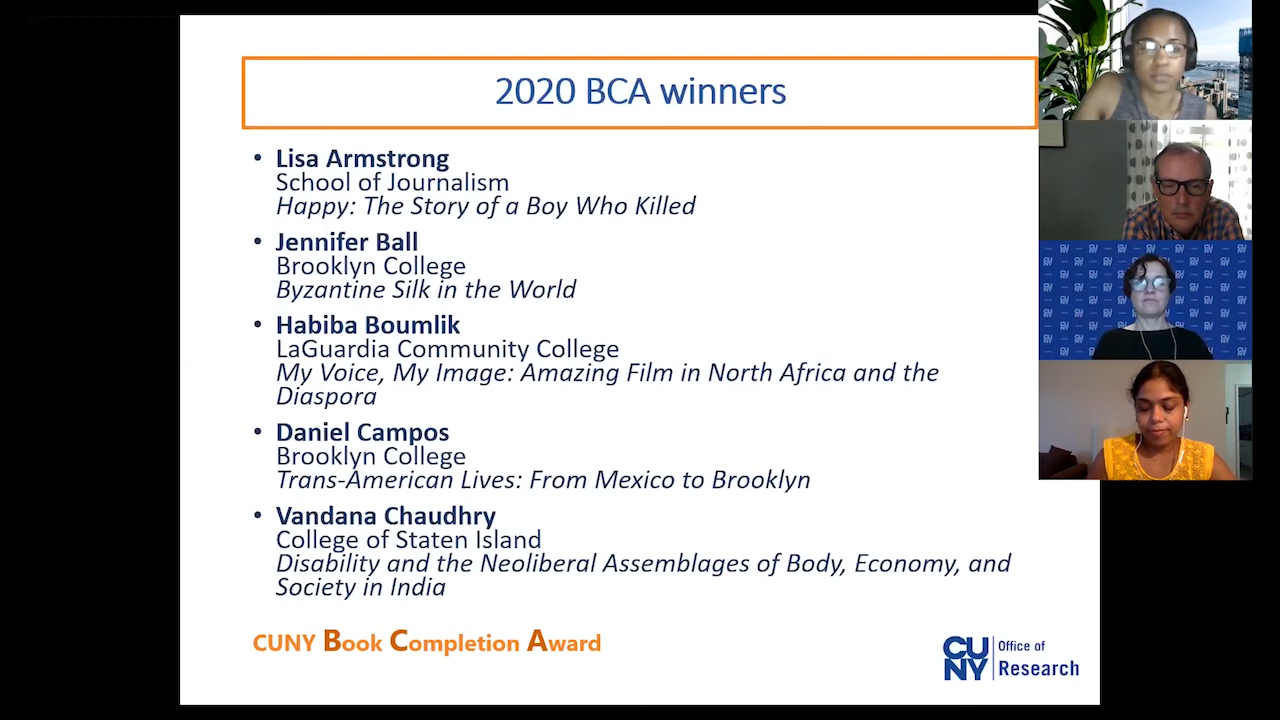 2020 BCA winners
• Lisa Armstrong
School of Journalism
Happy: The Story of a Boy Who Killed
• Jennifer Ball
Brooklyn College
Byzantine Silk in the World
• Habiba Boumlik
LaGuardia Community College
My Voice, My Image: Amazing Film in North Africa and the
Diaspora
• Daniel Campos
Brooklyn College
Trans-American Lives: From Mexico to Brooklyn
• Vandana Chaudhry
College of Staten Island
Disability and the Neoliberal Assemblages of Body, Economy, and
Society in India
CUNY Book Completion Award
CU
NY
Office of
Research